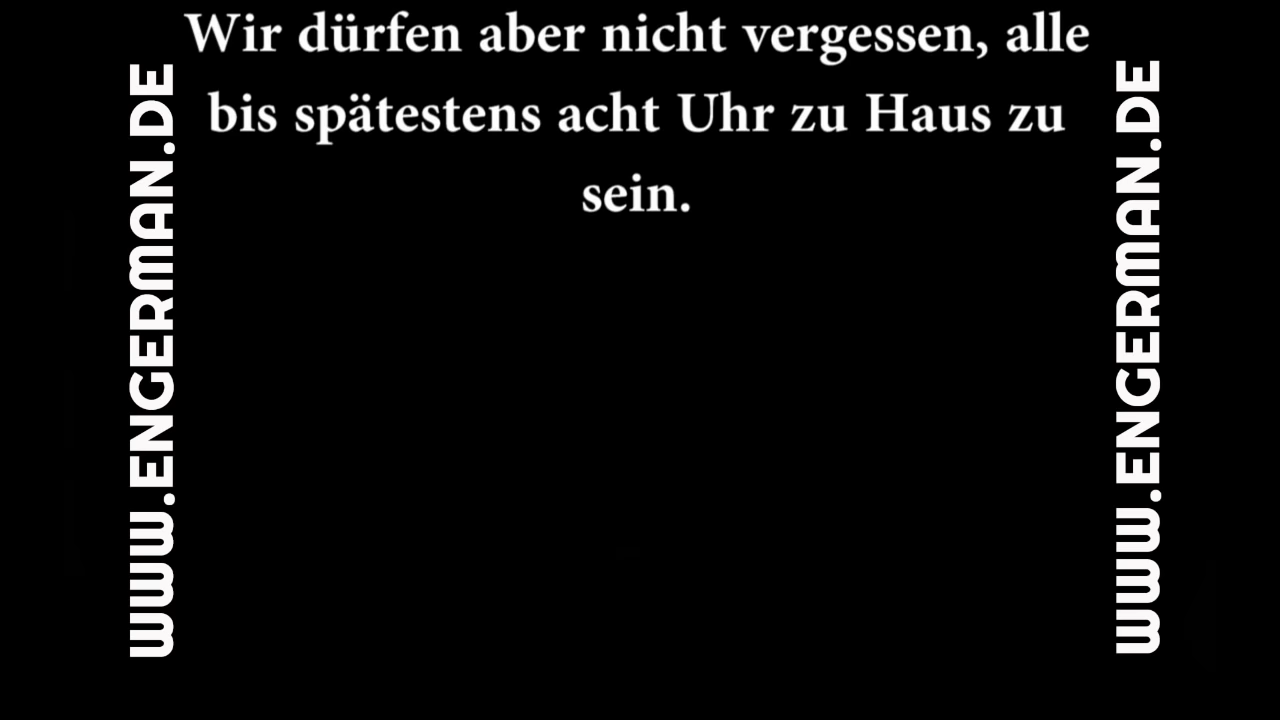 Wir dürfen aber nicht vergessen, alle
bis spätestens acht Uhr zu Haus zu
sein.
WWW.ENGERMAN.DE
WWW.ENGERMAN.DE